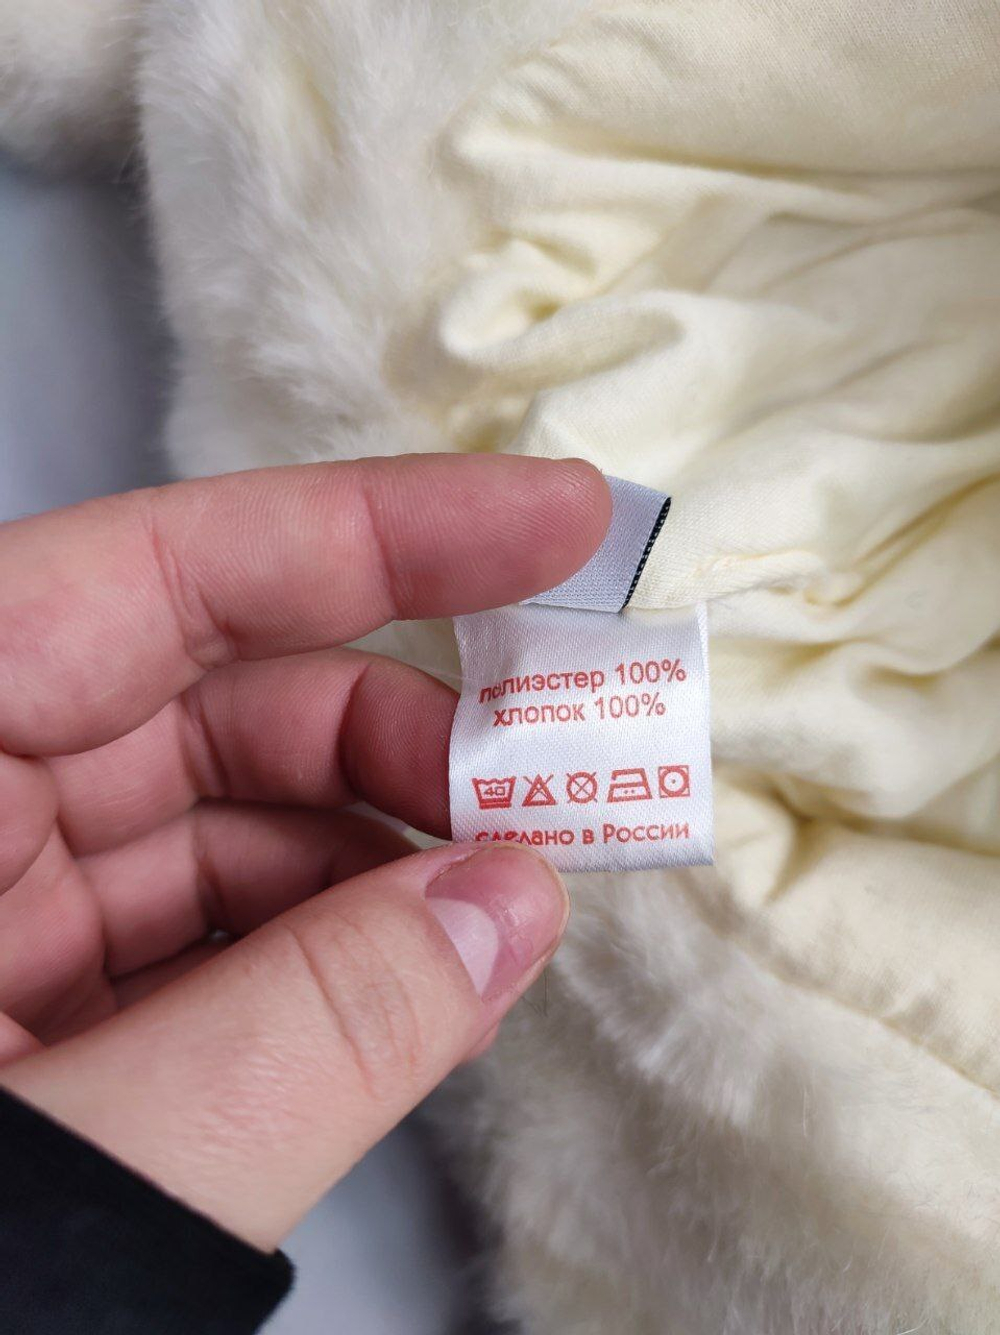 полиэстер 100%
хлопок 100%
40
сделано в России